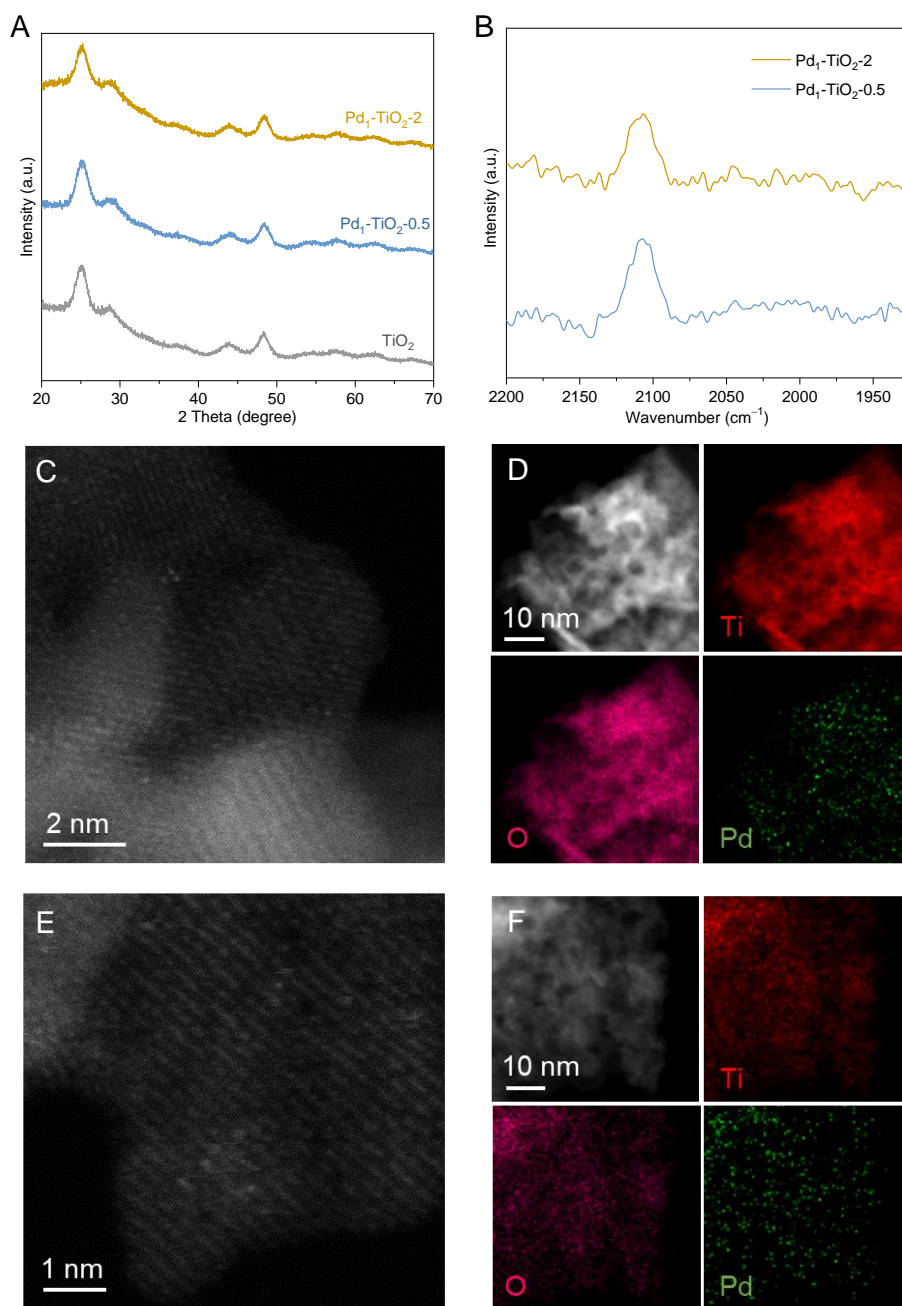 A
Intensity (a.u.)
Pd₁-TiO₂-2
Pd₁-TiO₂-0.5
TiO₂
20 30 40 50 60 70
2 Theta (degree)
B
Intensity (a.u.)
Pd₁-TiO₂-2
Pd₁-TiO₂-0.5
2200 2150 2100 2050 2000 1950
Wavenumber (cm⁻¹)
C
2 nm
D
10 nm
Ti
O
Pd
E
1 nm
F
10 nm
Ti
O
Pd